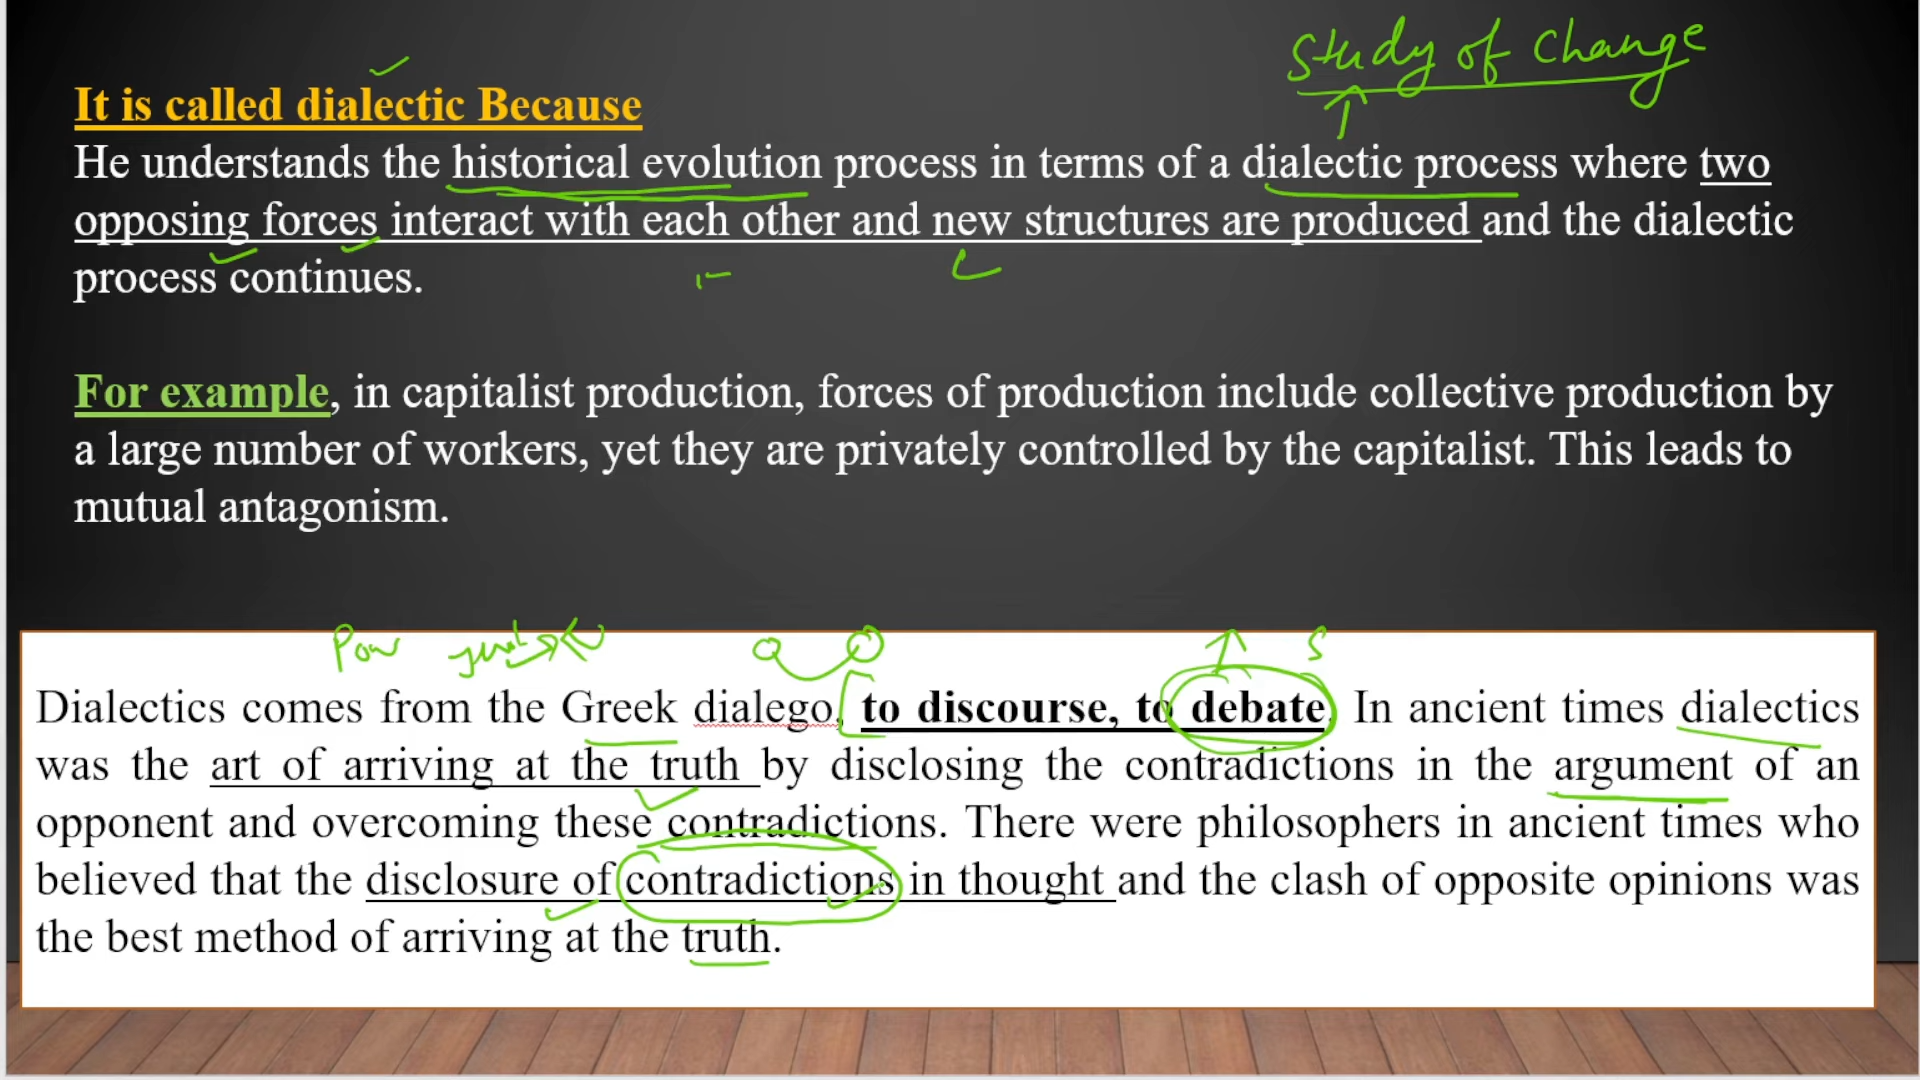 Study of Change
It is called dialectic Because
He understands the historical evolution process in terms of a dialectic process where two
opposing forces interact with each other and new structures are produced and the dialectic
process continues.
For example, in capitalist production, forces of production include collective production by
a large number of workers, yet they are privately controlled by the capitalist. This leads to
mutual antagonism.
Dialectics comes from the Greek dialego, to discourse, to debate. In ancient times dialectics
was the art of arriving at the truth by disclosing the contradictions in the argument of an
opponent and overcoming these contradictions. There were philosophers in ancient times who
believed that the disclosure of contradictions in thought and the clash of opposite opinions was
the best method of arriving at the truth.